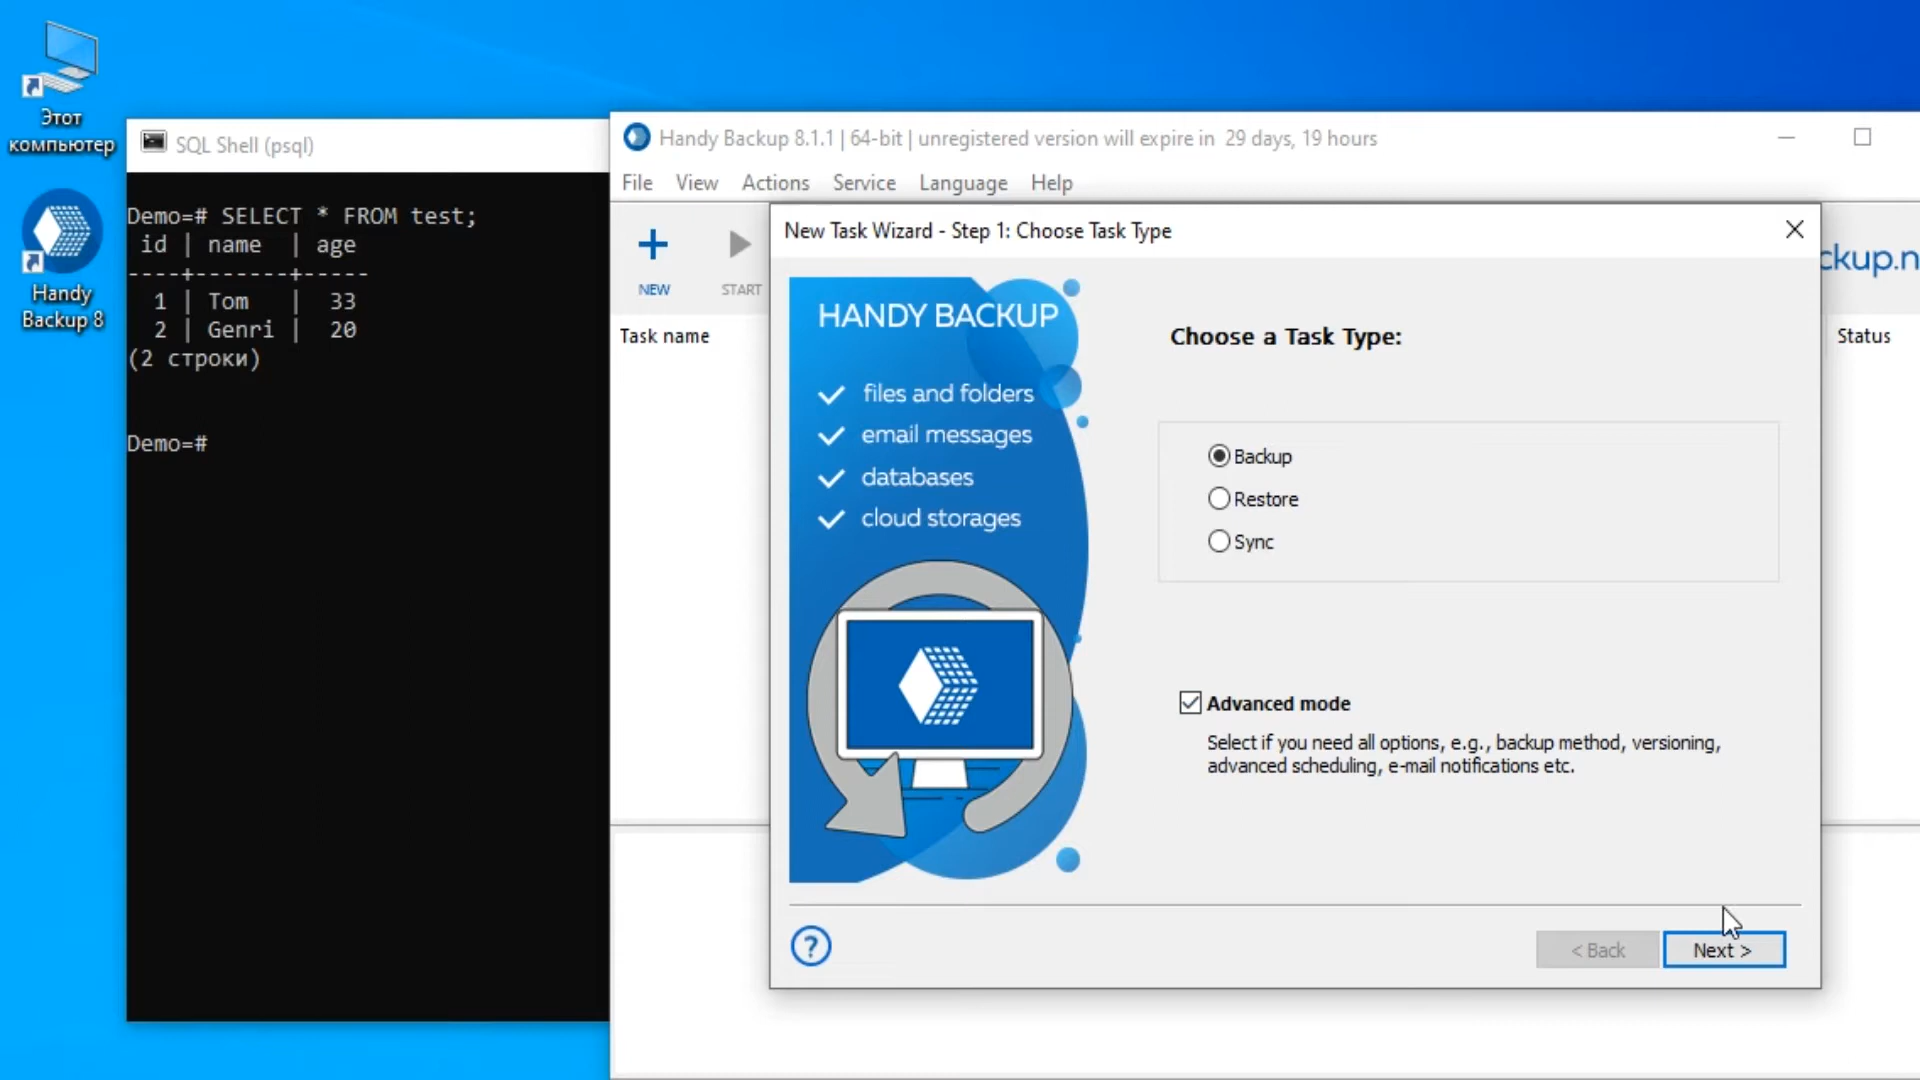 Этот
компьютер
Handy
Backup 8
SQL Shell (psql)
Demo=# SELECT * FROM test;
id | name | age
----+-------+-----
1 | Tom | 33
2 | Genri | 20
(2 строки)
Demo=#
Handy Backup 8.1.1 | 64-bit | unregistered version will expire in 29 days, 19 hours
File View Actions Service Language Help
NEW START
ckup.n
Task name
Status
New Task Wizard - Step 1: Choose Task Type
HANDY BACKUP
files and folders
email messages
databases
cloud storages
Choose a Task Type:
Backup
Restore
Sync
Advanced mode
Select if you need all options, e.g., backup method, versioning,
advanced scheduling, e-mail notifications etc.
?
< Back Next >